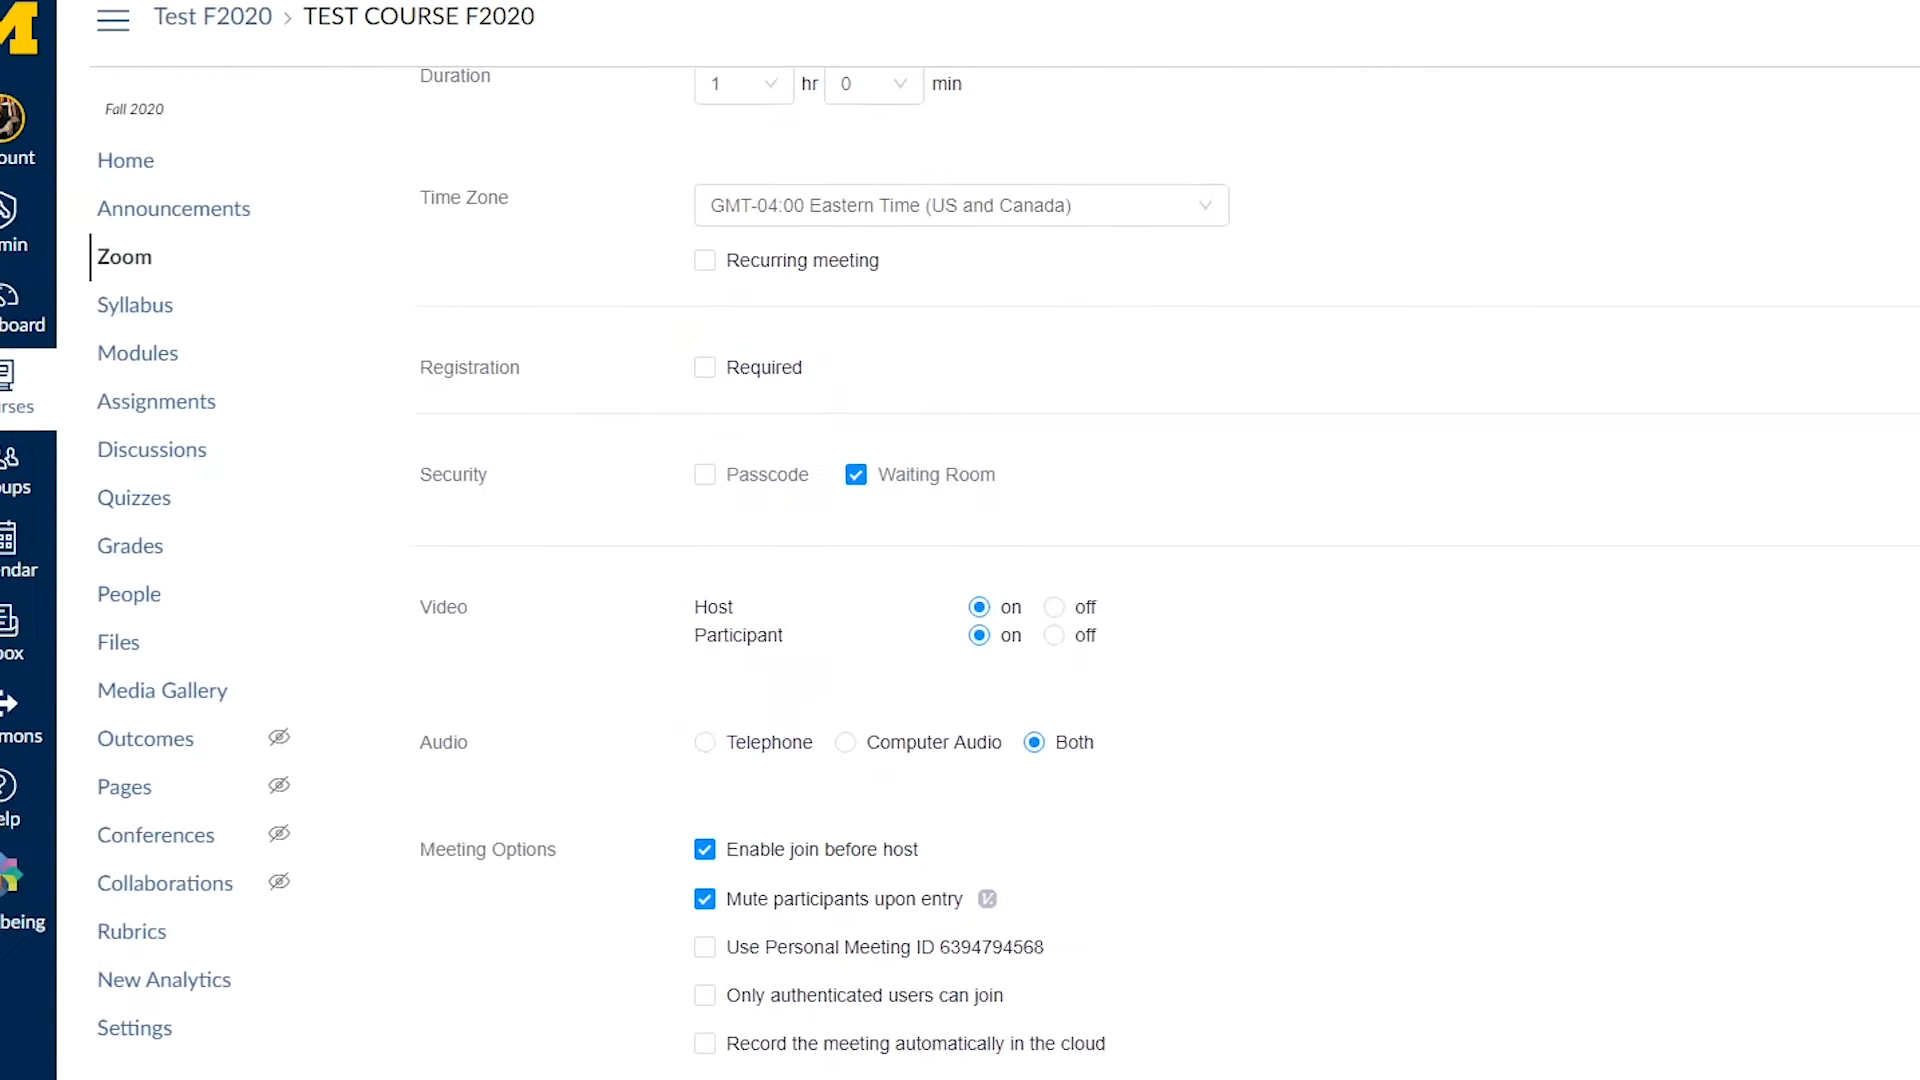 Test F2020 > TEST COURSE F2020
Fall 2020
Home
Announcements
Zoom
Syllabus
Modules
Assignments
Discussions
Quizzes
Grades
People
Files
Media Gallery
Outcomes
Pages
Conferences
Collaborations
Rubrics
New Analytics
Settings
ount
min
board
rses
oups
ndar
box
mons
elp
being
Duration 1 hr 0 min
Time Zone GMT-04:00 Eastern Time (US and Canada)
Recurring meeting
Registration Required
Security Passcode Waiting Room
Video Host on off
Participant on off
Audio Telephone Computer Audio Both
Meeting Options Enable join before host
Mute participants upon entry
Use Personal Meeting ID 6394794568
Only authenticated users can join
Record the meeting automatically in the cloud